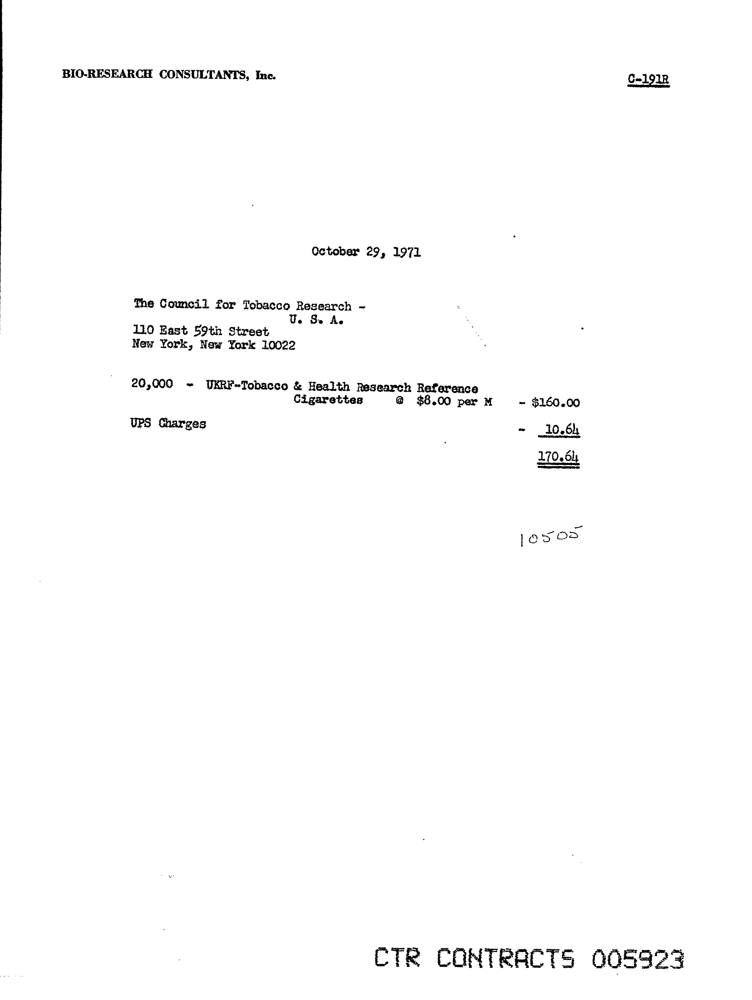 BIO-RESEARCH CONSULTANTS, Inc.
C-191R
October 29, 1971
The Council for Tobacco Research -
U. S. A.
110 East 59th Street
New York, New York 10022
20,000 - UKRF-Tobacco & Health Research Reference
Cigarettes @ $8.00 per M - $160.00
UPS Charges - 10.64
170.64
10505
CTR CONTRACTS 005923